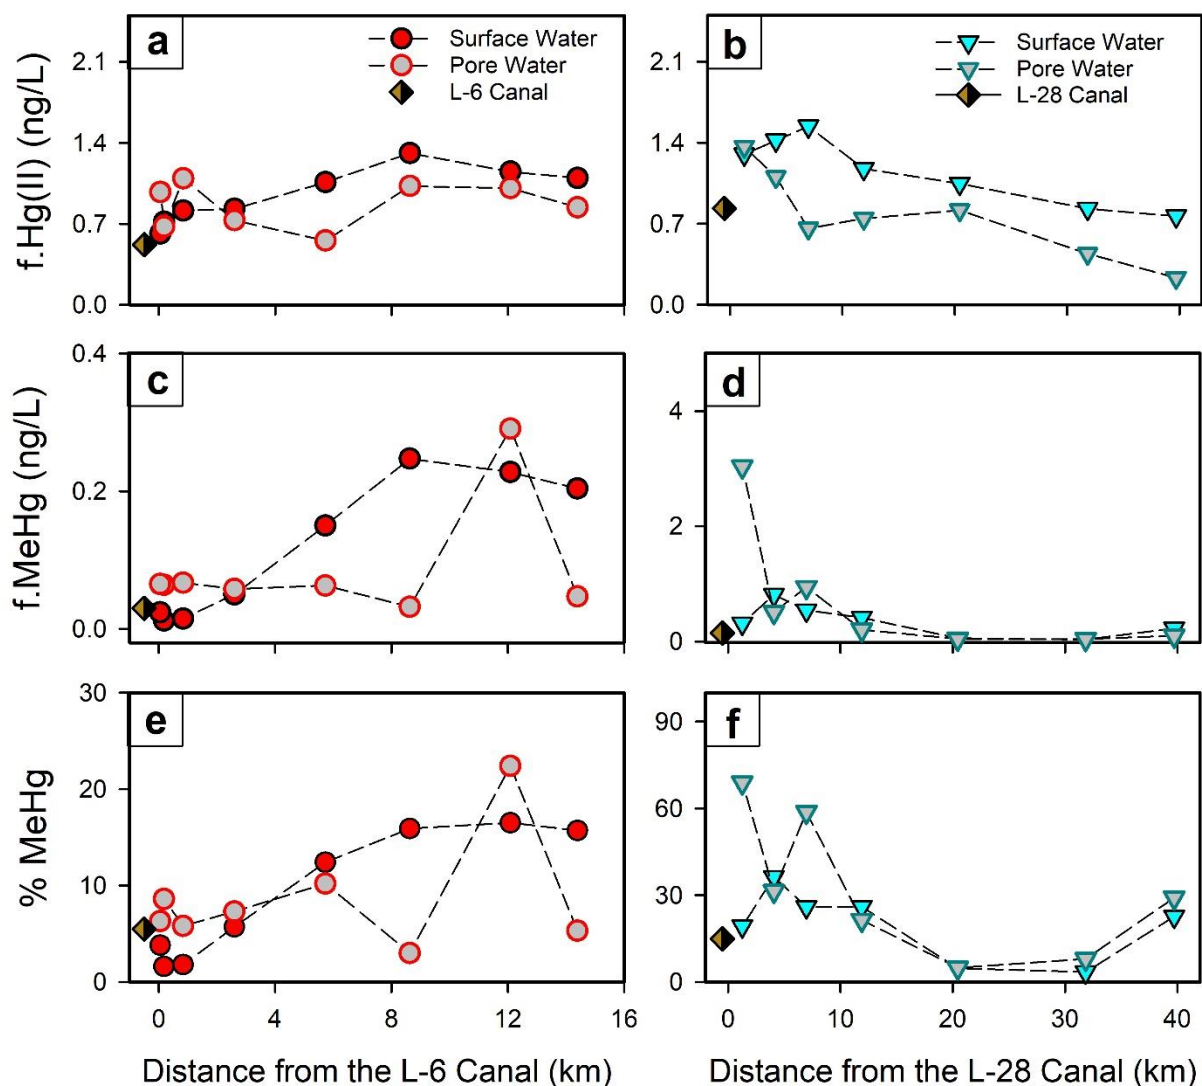 a
Surface Water
Pore Water
L-6 Canal
b
Surface Water
Pore Water
L-28 Canal
f.Hg(II) (ng/L)
2.1
1.4
0.7
0.0
2.1
1.4
0.7
0.0
c
d
f.MeHg (ng/L)
0.4
0.2
0.0
4
2
0
e
f
% MeHg
30
20
10
0
90
60
30
0
0 4 8 12 16
0 10 20 30 40
Distance from the L-6 Canal (km)
Distance from the L-28 Canal (km)